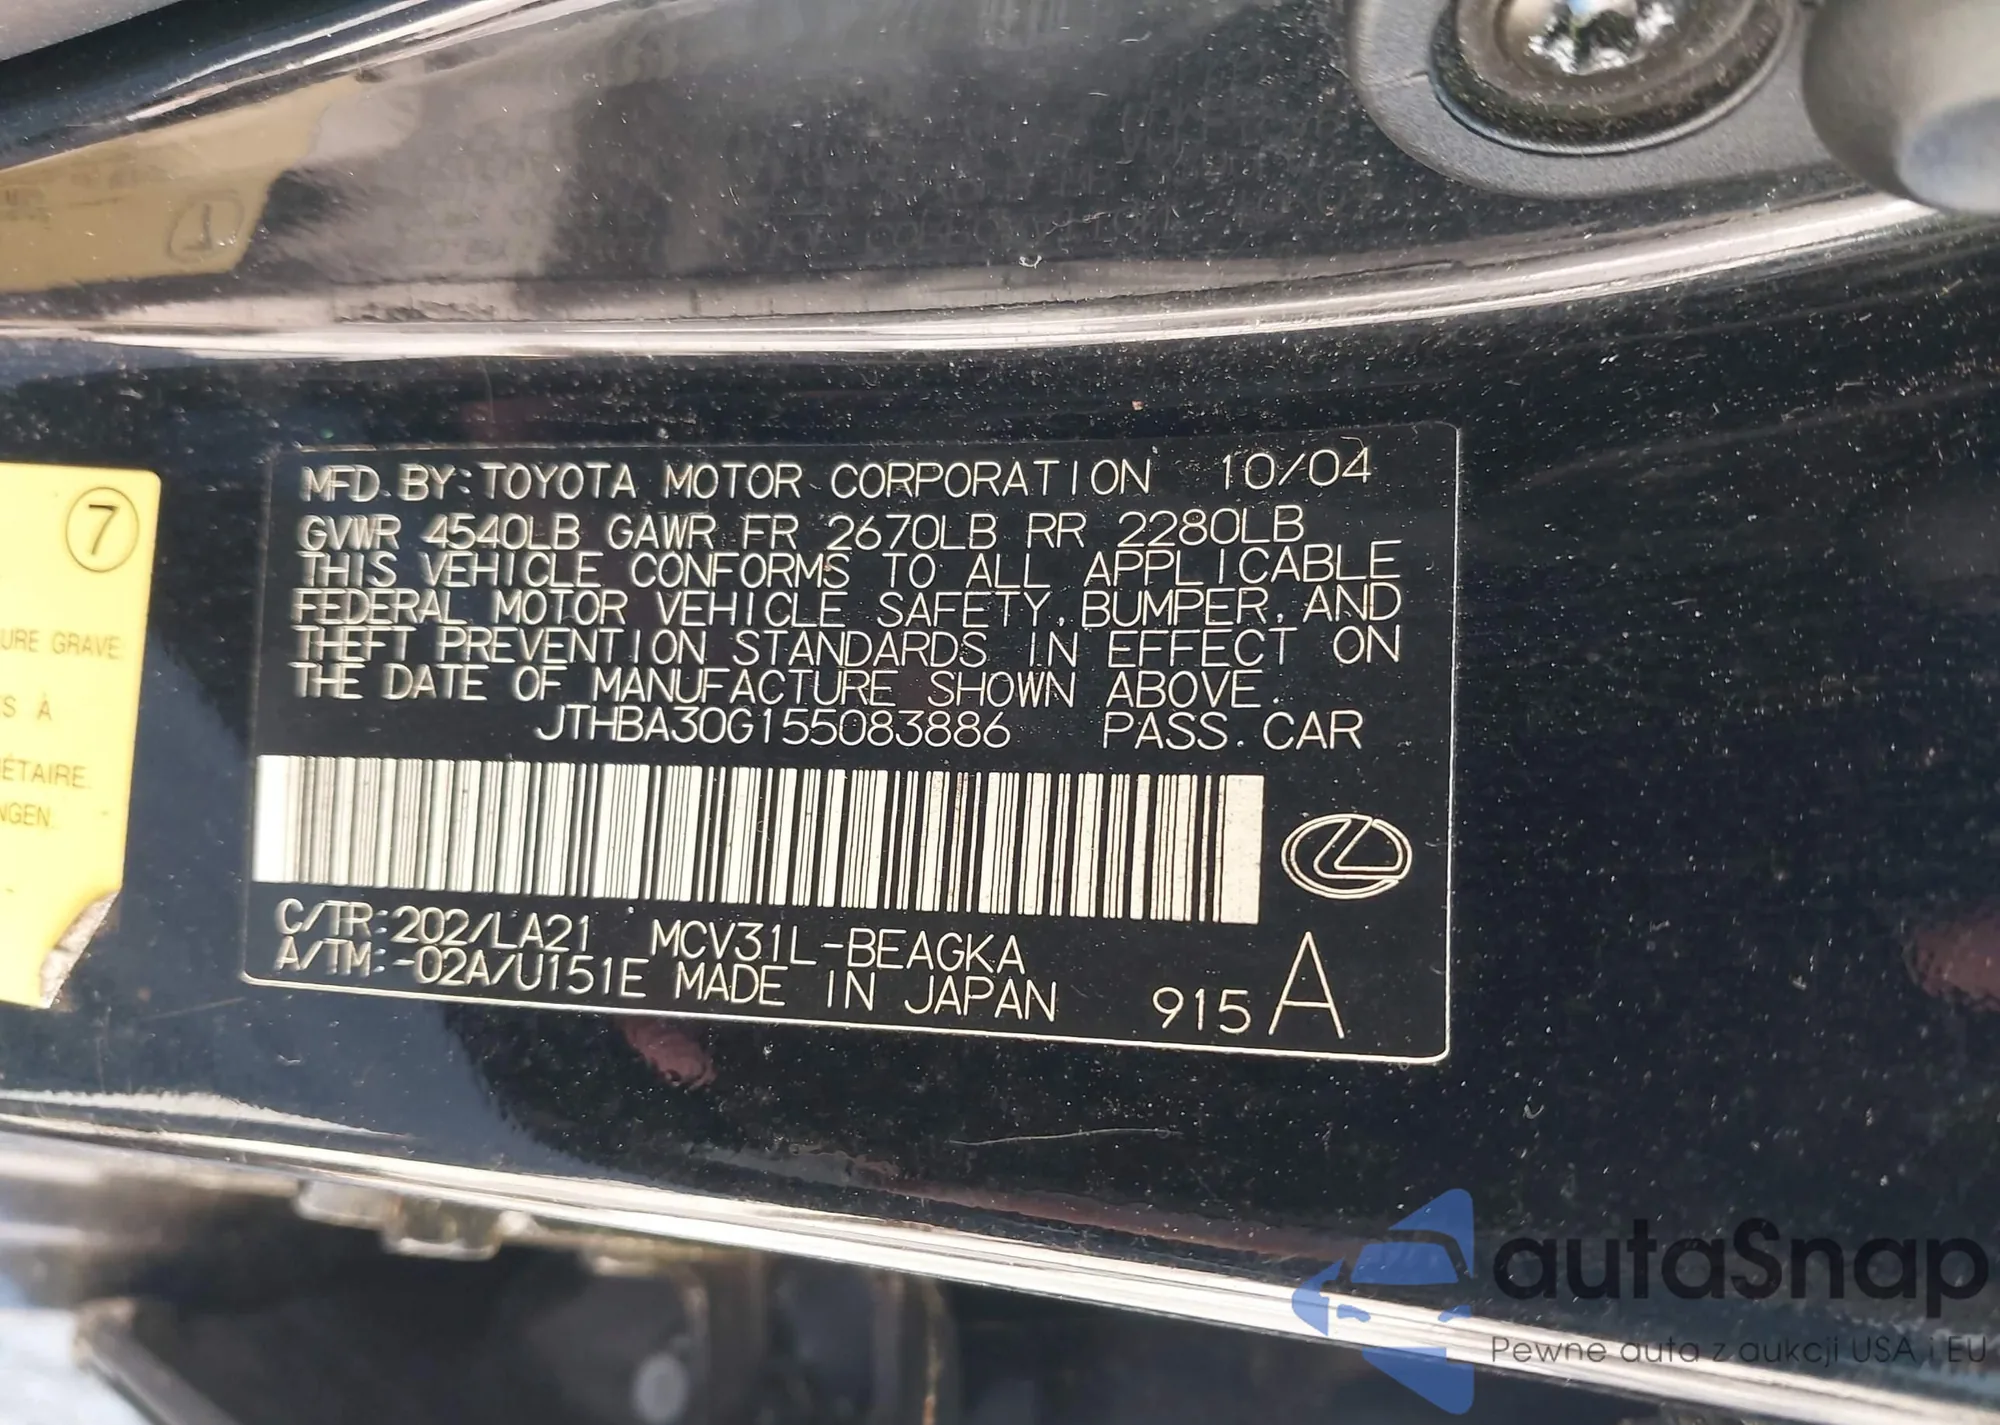 MFD. BY: TOYOTA MOTOR CORPORATION 10/04
GVWR 4540LB GAWR FR 2670LB RR 2280LB
THIS VEHICLE CONFORMS TO ALL APPLICABLE
FEDERAL MOTOR VEHICLE SAFETY, BUMPER, AND
THEFT PREVENTION STANDARDS IN EFFECT ON
THE DATE OF MANUFACTURE SHOWN ABOVE.
JTHBA30G155083886 PASS. CAR
C/TR: 202/LA21 MCV31L-BEAGKA
A/TM: -02A/U151E MADE IN JAPAN 915 A
7
URE GRAVE
S À
ÉTAIRE.
NGEN.
autaSnap
Pewne auta z aukcji USA i EU